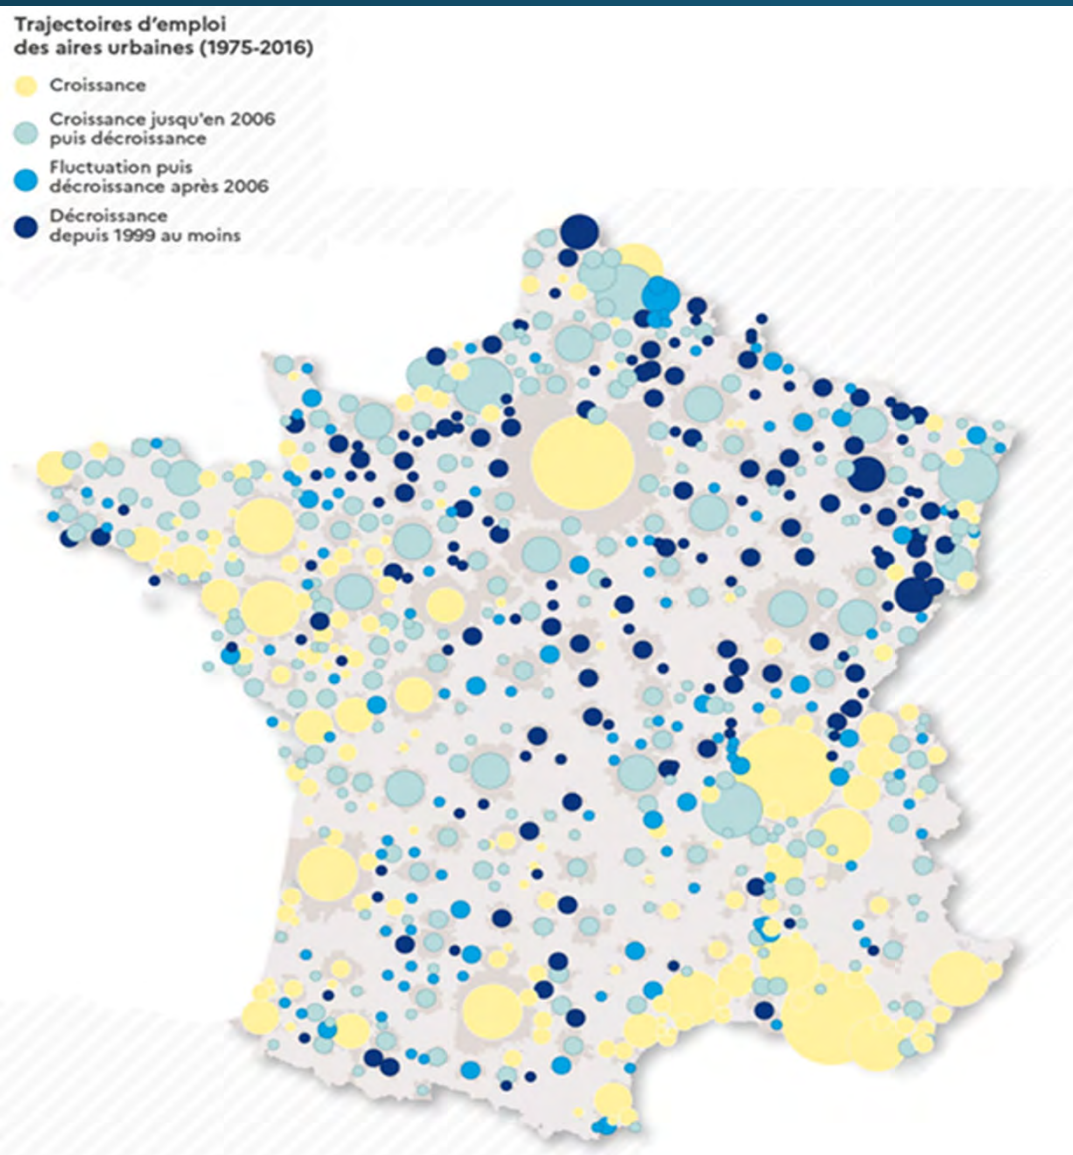 Trajectoires d'emploi
des aires urbaines (1975-2016)
Croissance
Croissance jusqu'en 2006
puis décroissance
Fluctuation puis
décroissance après 2006
Décroissance
depuis 1999 au moins